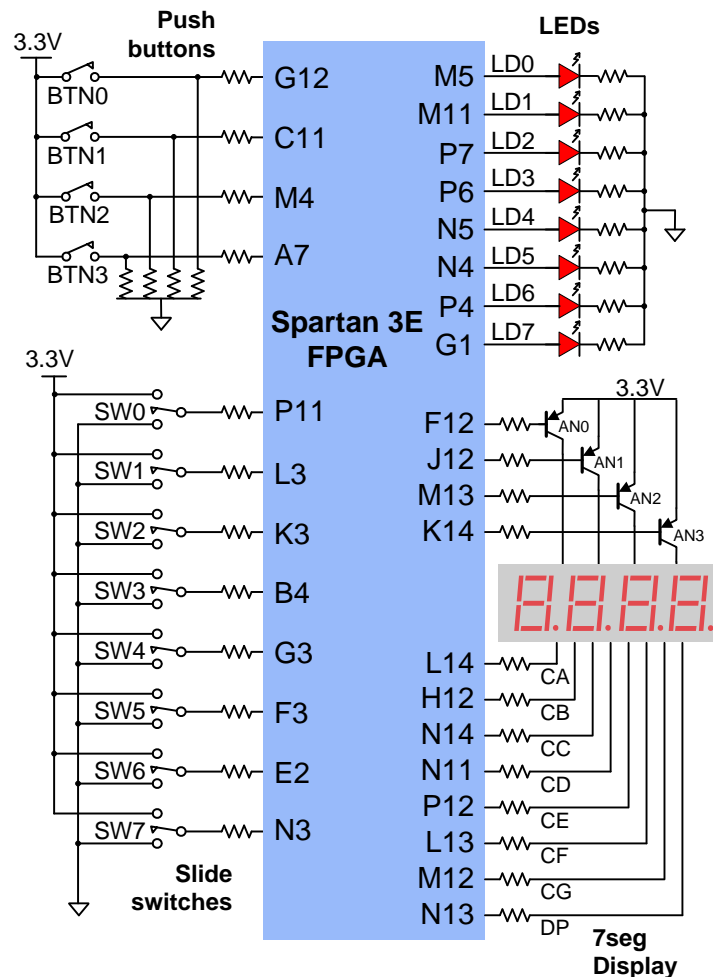 Push
buttons
3.3V
BTN0
BTN1
BTN2
BTN3
G12
C11
M4
A7
Spartan 3E
FPGA
LEDs
M5
LD0
M11
LD1
P7
LD2
P6
LD3
N5
LD4
N4
LD5
P4
LD6
G1
LD7
3.3V
SW0
P11
SW1
L3
SW2
K3
SW3
B4
SW4
G3
SW5
F3
SW6
E2
SW7
N3
Slide
switches
3.3V
F12
AN0
J12
AN1
M13
AN2
K14
AN3
8.8.8.8.
L14
CA
H12
CB
N14
CC
N11
CD
P12
CE
L13
CF
M12
CG
N13
DP
7seg
Display